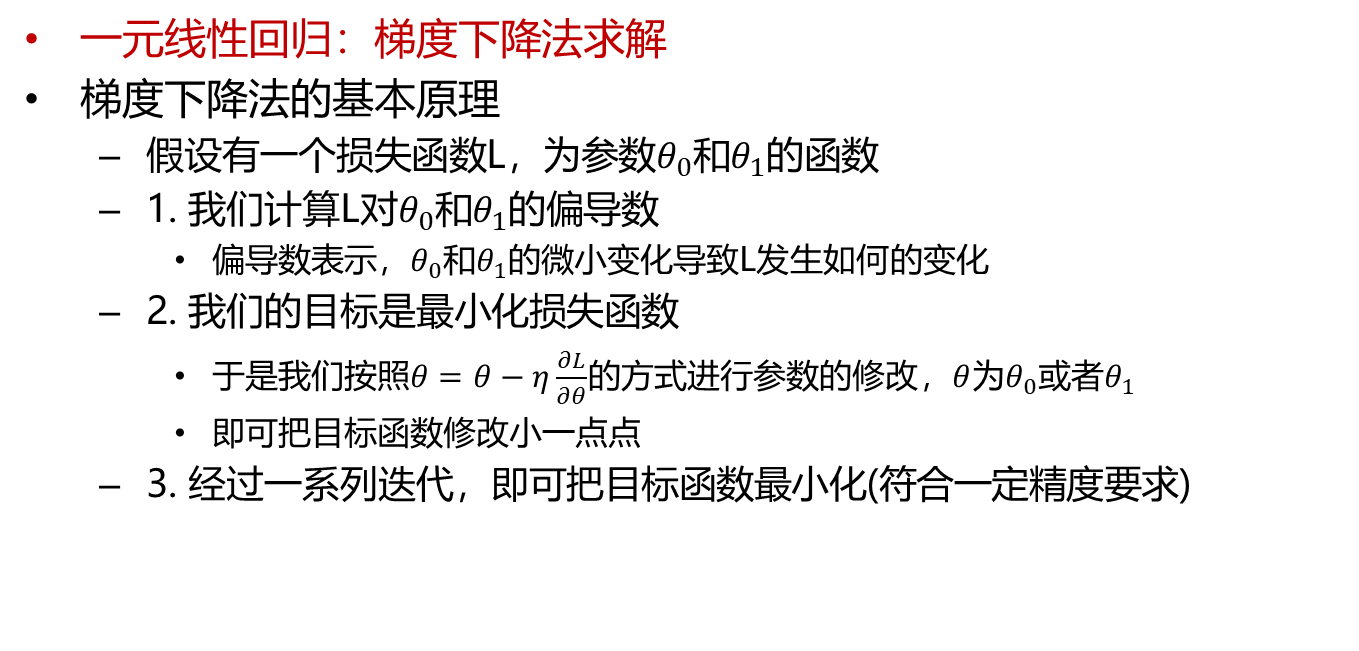 • 一元线性回归：梯度下降法求解
• 梯度下降法的基本原理
– 假设有一个损失函数L，为参数𝜃₀和𝜃₁的函数
– 1. 我们计算L对𝜃₀和𝜃₁的偏导数
• 偏导数表示，𝜃₀和𝜃₁的微小变化导致L发生如何的变化
– 2. 我们的目标是最小化损失函数
• 于是我们按照𝜃 = 𝜃 − 𝜂 ∂𝐿/∂𝜃的方式进行参数的修改，𝜃为𝜃₀或者𝜃₁
• 即可把目标函数修改小一点点
– 3. 经过一系列迭代，即可把目标函数最小化(符合一定精度要求)